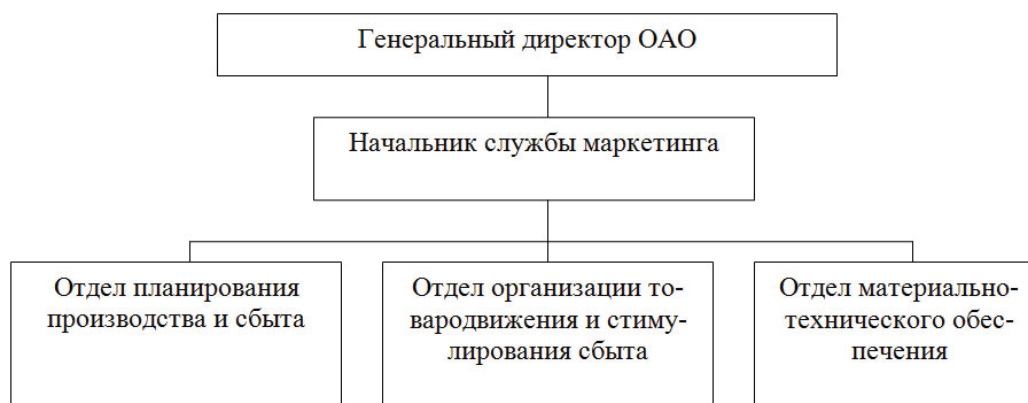 Генеральный директор ОАО
Начальник службы маркетинга
Отдел планирования
производства и сбыта
Отдел организации то-
вародвижения и стиму-
лирования сбыта
Отдел материально-
технического обес-
печения